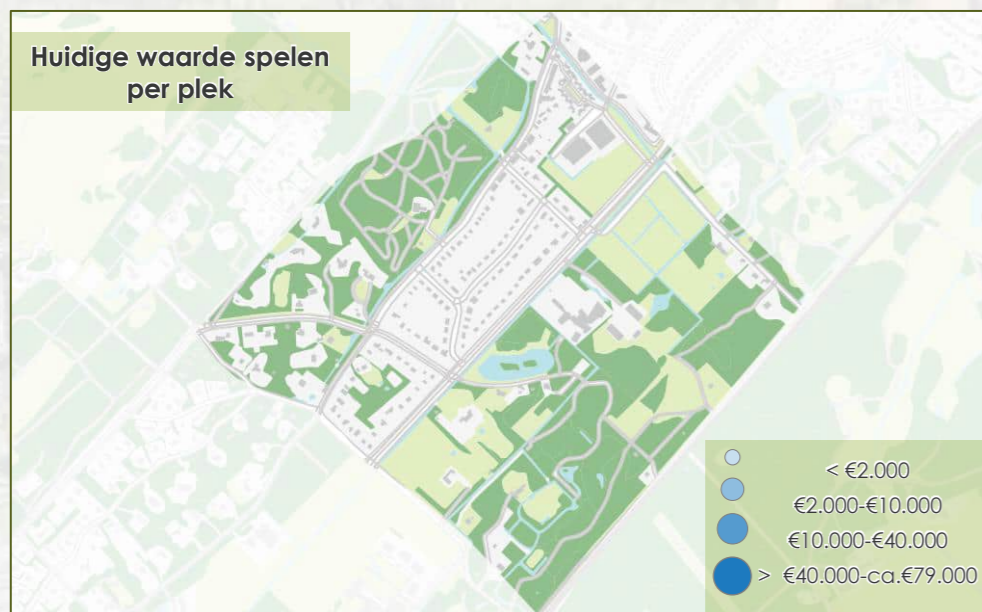 Huidige waarde spelen
per plek
< €2.000
€2.000-€10.000
€10.000-€40.000
> €40.000-ca.€79.000